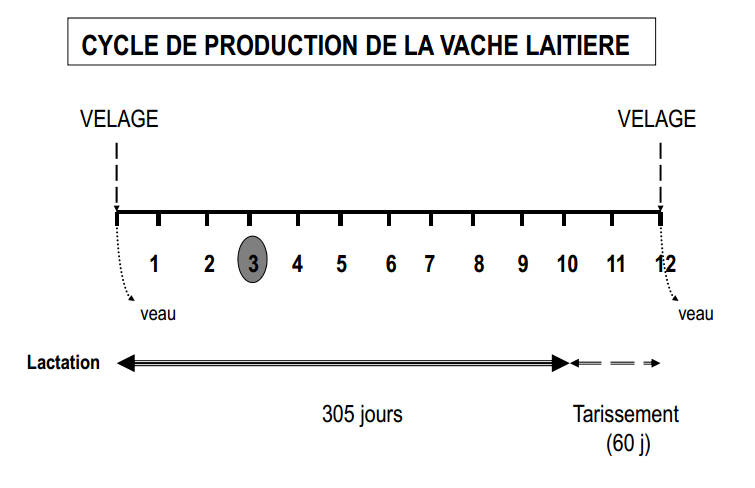 CYCLE DE PRODUCTION DE LA VACHE LAITIERE
VELAGE VELAGE
1 2 3 4 5 6 7 8 9 10 11 12
veau veau
Lactation
305 jours Tarissement
(60 j)